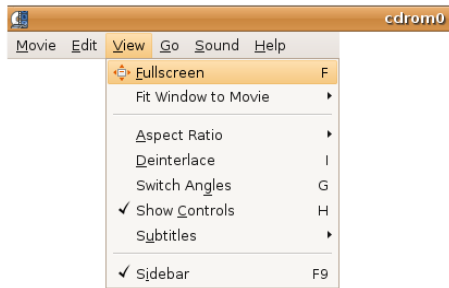 cdrom0
Movie Edit View Go Sound Help
Fullscreen F
Fit Window to Movie
Aspect Ratio
Deinterlace I
Switch Angles G
Show Controls H
Subtitles
Sidebar F9